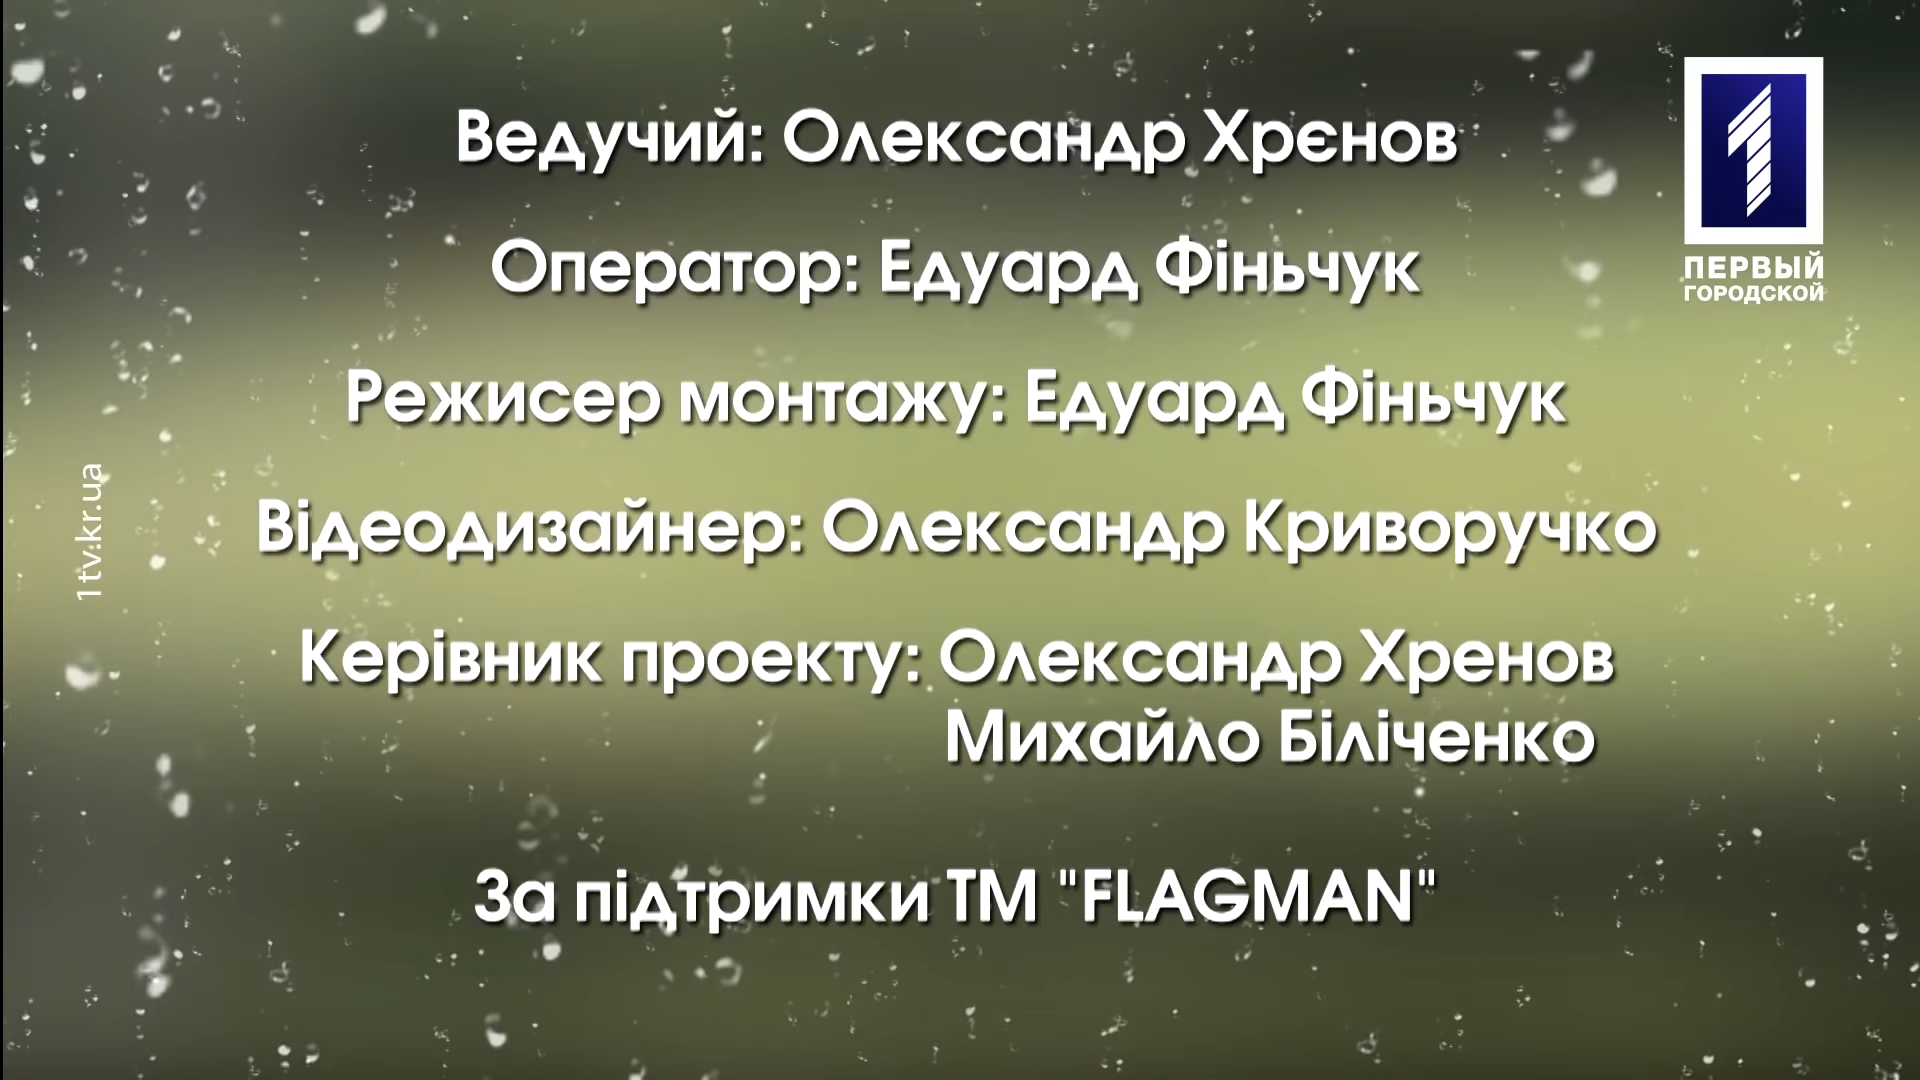 Ведучий: Олександр Хрєнов
Оператор: Едуард Фіньчук
Режисер монтажу: Едуард Фіньчук
Відеодизайнер: Олександр Криворучко
Керівник проекту: Олександр Хренов
Михайло Біліченко
За підтримки ТМ "FLAGMAN"
1
ПЕРВЫЙ
ГОРОДСКОЙ
1tv.kr.ua